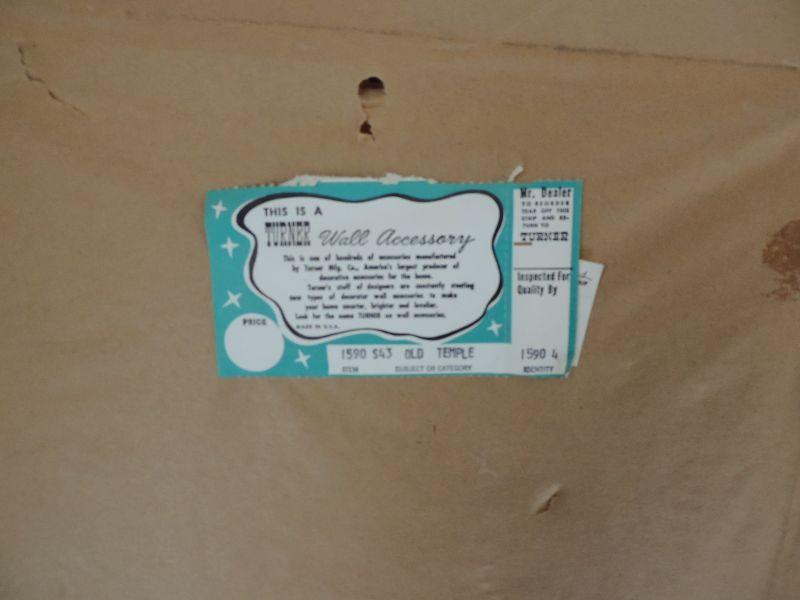 THIS IS A
TURNER Wall Accessory
This is one of hundreds of accessories manufactured
by Turner Mfg. Co., America's largest producer of
decorative accessories for the home.
Turner's staff of designers are constantly creating
new types of decorator wall accessories to make
your home smarter, brighter and lovelier.
Look for the name TURNER on wall accessories.
MADE IN U.S.A.
PRICE
1590 S43 OLD TEMPLE
ITEM SUBJECT OR CATEGORY
Mr. Dealer
TO REORDER
TEAR OFF THIS
STRIP AND RE-
TURN TO
TURNER
Inspected For
Quality By
1590 4
IDENTITY